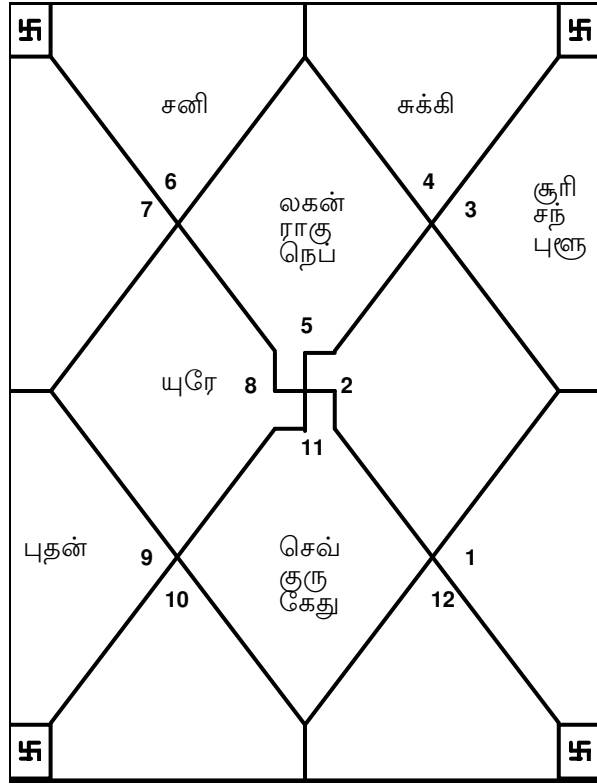 சனி
சுக்கி
6
7
லகன்
ராகு
நெப்
4
3
சூரி
சந்
புளூ
5
யுரே
8
2
11
புதன்
9
10
செவ்
குரு
கேது
1
12